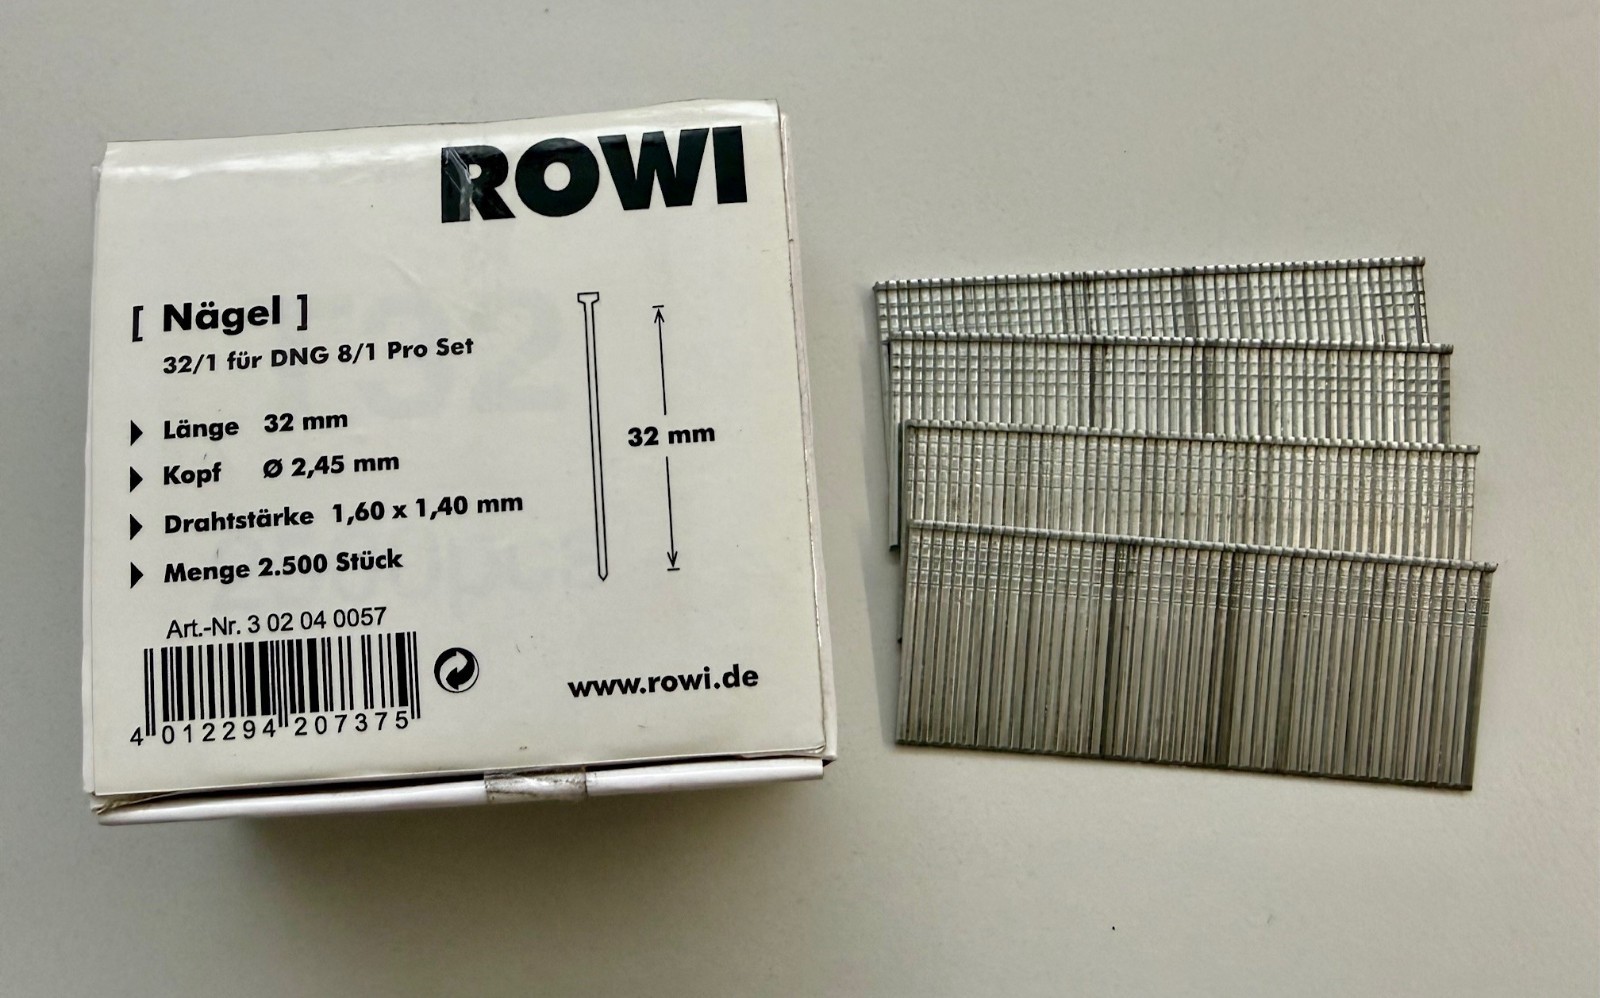 ROWI
[ Nägel ]
32/1 für DNG 8/1 Pro Set
Länge 32 mm
Kopf Ø 2,45 mm
Drahtstärke 1,60 x 1,40 mm
Menge 2.500 Stück
32 mm
Art.-Nr. 3 02 04 0057
4 012294 207375
www.rowi.de